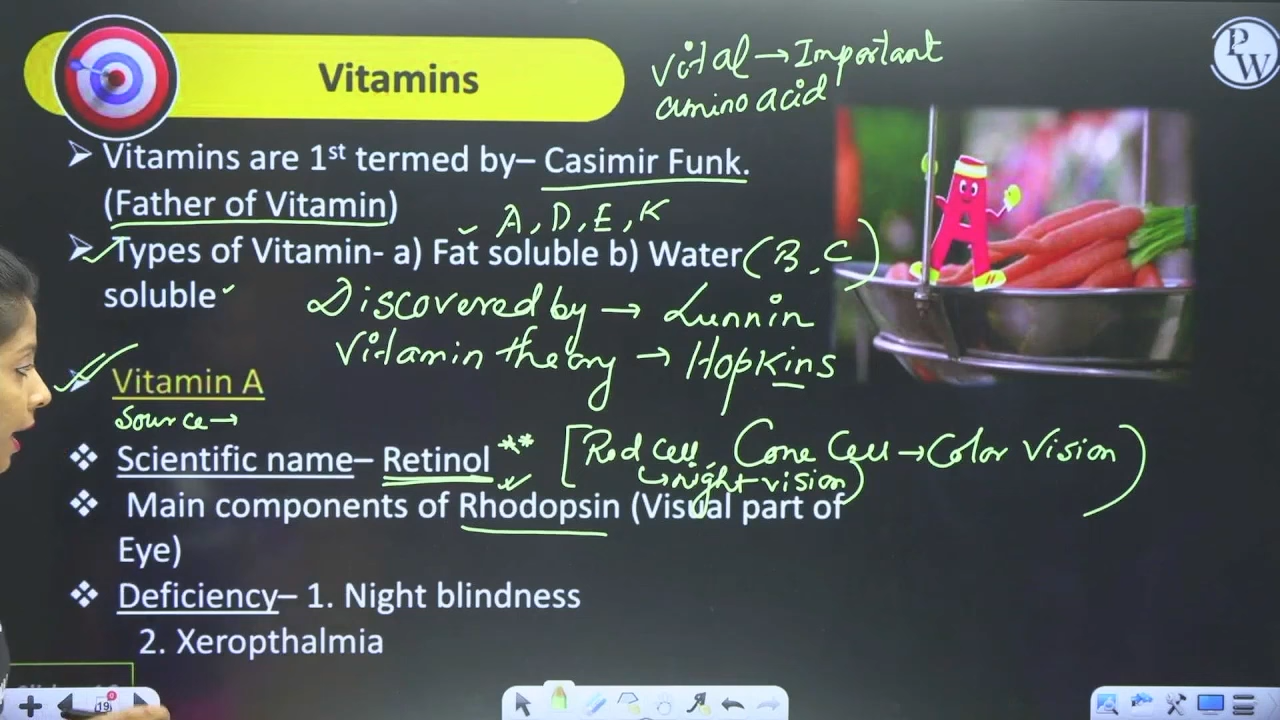 Vitamins
vital → Important
amino acid
PW
Vitamins are 1st termed by– Casimir Funk.
(Father of Vitamin)
A, D, E, K
Types of Vitamin- a) Fat soluble b) Water (B, C)
soluble
Discovered by → Lunnin
Vitamin theory → Hopkins
Vitamin A
Source →
Scientific name– Retinol ** [Rod cell, Cone Cell → Color Vision)
↳ night vision)
Main components of Rhodopsin (Visual part of
Eye)
Deficiency– 1. Night blindness
2. Xeropthalmia
19